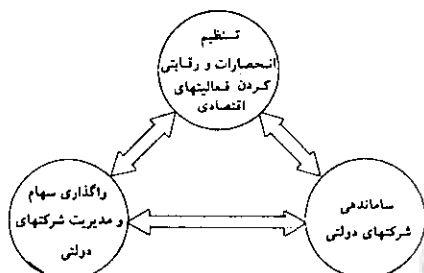 تنظیم
انحصارات و رقابتی
کردن فعالیتهای
اقتصادی
واگذاری سهام
و مدیریت شرکتهای
دولتی
ساماندهی
شرکتهای دولتی